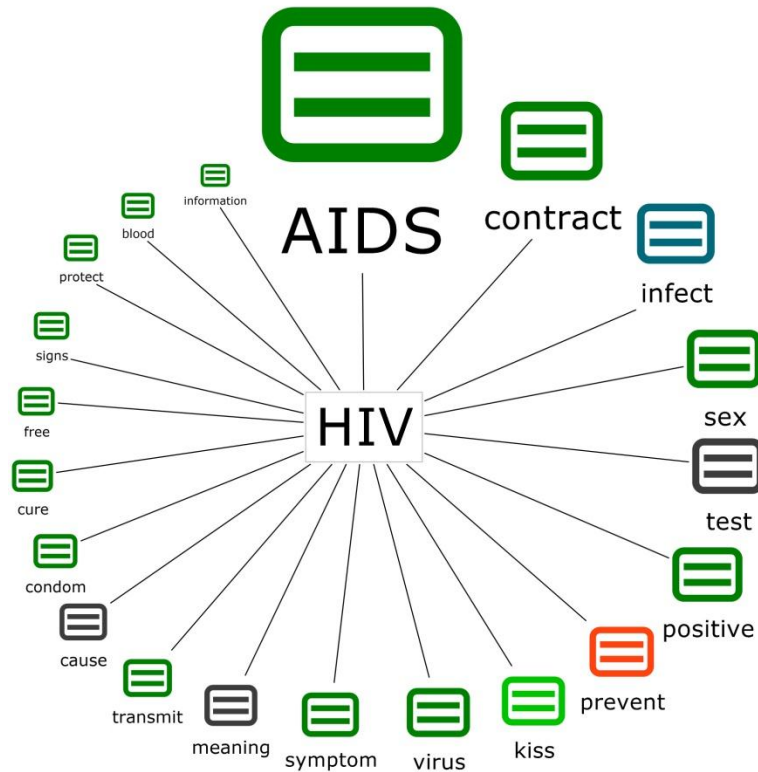 AIDS
contract
infect
sex
test
positive
prevent
kiss
virus
symptom
meaning
transmit
cause
condom
cure
free
signs
protect
blood
information
HIV